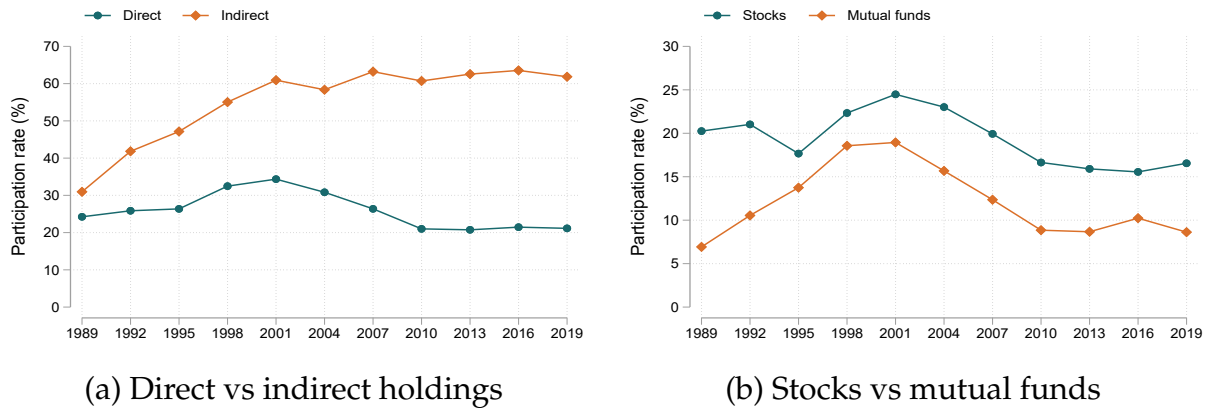 Direct Indirect
Participation rate (%)
70
60
50
40
30
20
10
0
1989 1992 1995 1998 2001 2004 2007 2010 2013 2016 2019
(a) Direct vs indirect holdings
Stocks Mutual funds
Participation rate (%)
30
25
20
15
10
5
0
1989 1992 1995 1998 2001 2004 2007 2010 2013 2016 2019
(b) Stocks vs mutual funds